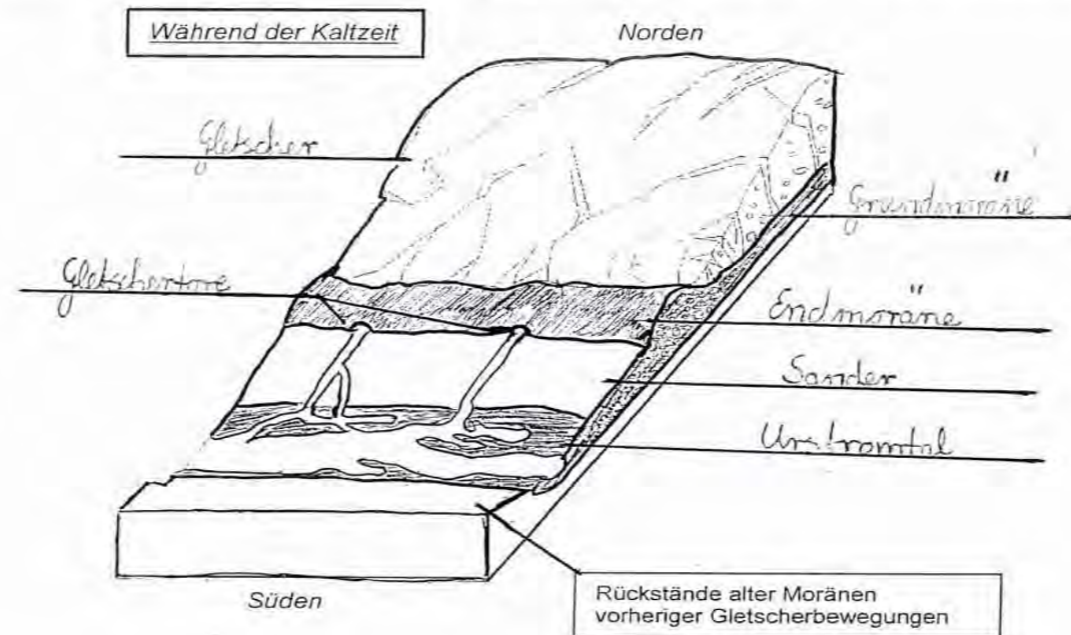 Während der Kaltzeit
Norden
Gletscher
Grundmoräne
Gletschertore
Endmoräne
Sander
Urstromtal
Süden
Rückstände alter Moränen
vorheriger Gletscherbewegungen